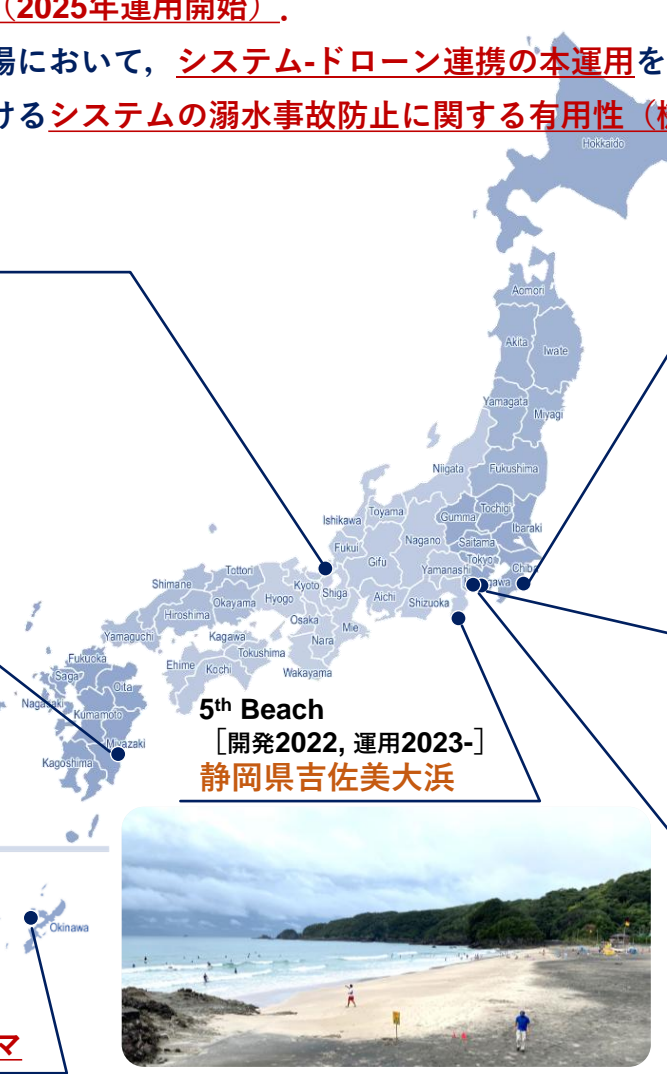 （2025年運用開始）．
場において，システム-ドローン連携の本運用を
けるシステムの溺水事故防止に関する有用性（
Hokkaido
Aomori
Akita
Iwate
Yamagata
Miyagi
Niigata
Fukushima
Ishikawa
Toyama
Gunma
Tochigi
Ibaraki
Fukui
Nagano
Saitama
Gifu
Tokyo
Yamanashi
gawa
Chiba
Tottori
Kyoto
Shiga
Shimane
Hyogo
Aichi
Shizuoka
Hiroshima
Okayama
Osaka
Mie
Nara
Yamaguchi
Kagawa
Tokushima
Ehime
Kochi
Wakayama
Fukuoka
Saga
Oita
Nagasaki
Kumamoto
Miyazaki
Kagoshima
5th Beach
［開発2022, 運用2023-］
静岡県吉佐美大浜
Okinawa
マ